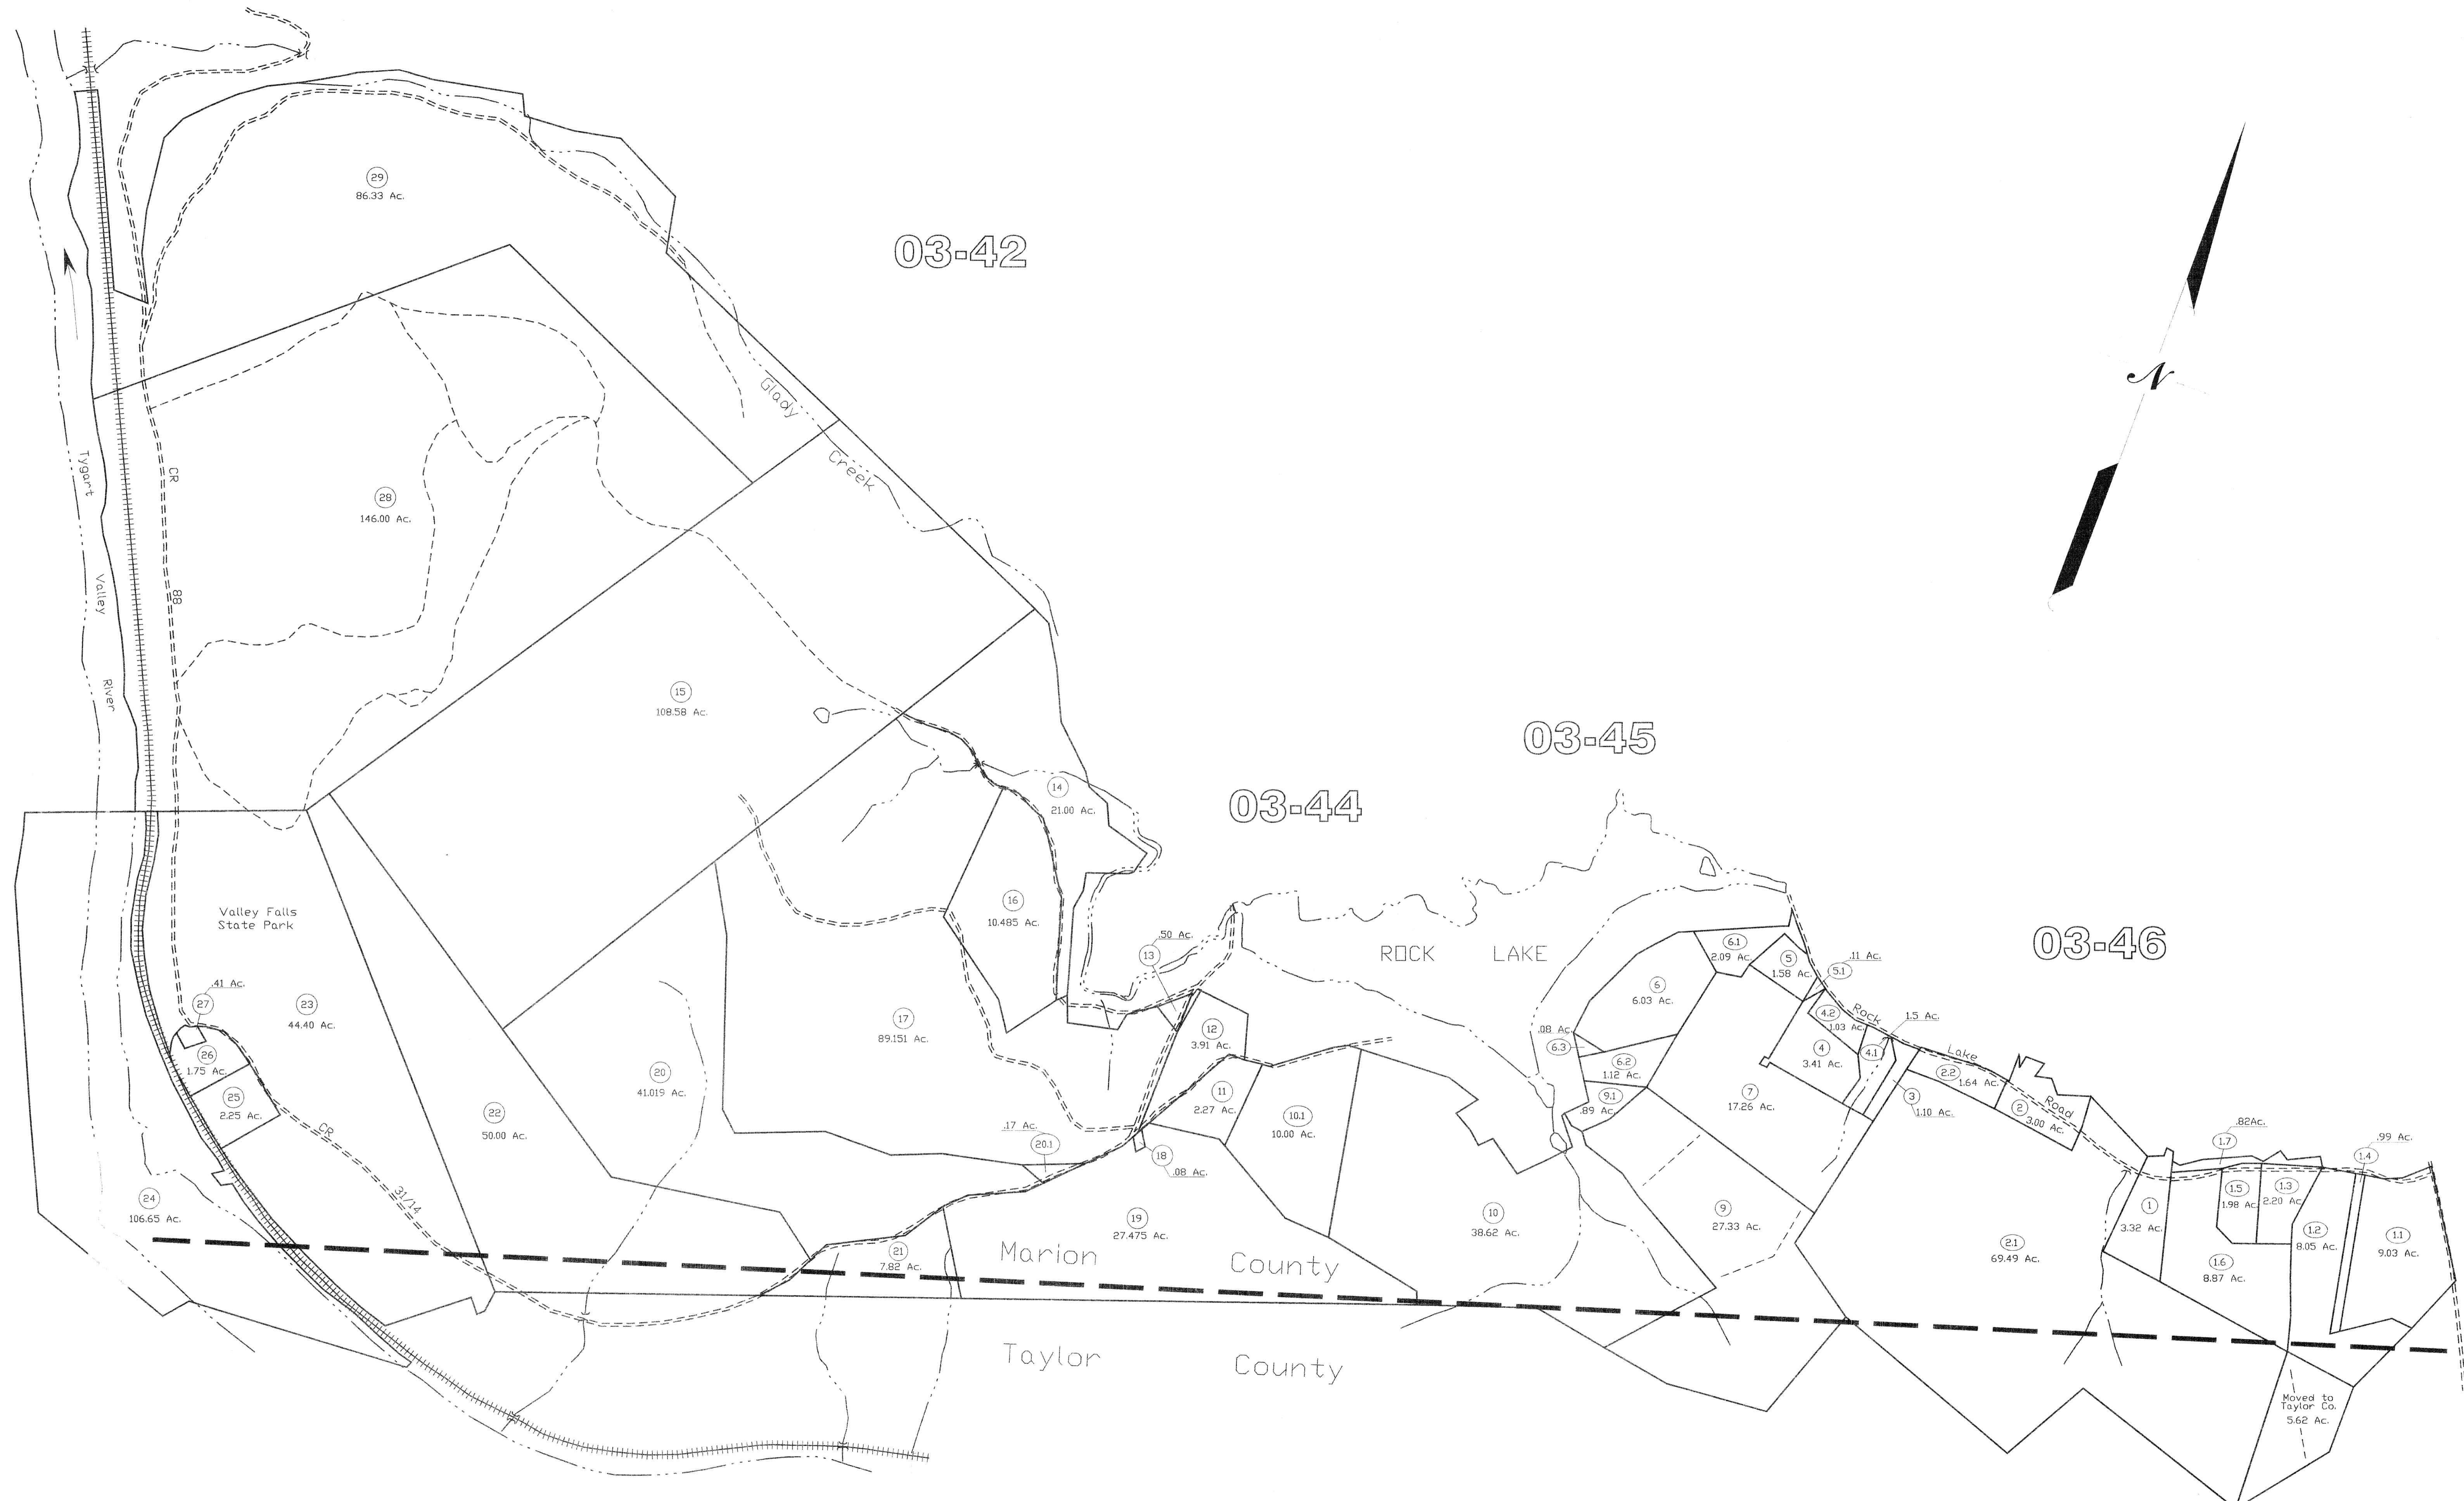 29
86.33 Ac.
03-42
N
Glady
Creek
Tygart
Valley
River
CR
88
28
146.00 Ac.
15
108.58 Ac.
03-45
03-44
14
21.00 Ac.
16
10.485 Ac.
Valley Falls
State Park
.50 Ac.
13
ROCK LAKE
03-46
.41 Ac.
27
23
44.40 Ac.
26
1.75 Ac.
25
2.25 Ac.
CR
31/14
24
106.65 Ac.
22
50.00 Ac.
20
41.019 Ac.
17
89.151 Ac.
12
3.91 Ac.
11
2.27 Ac.
10.1
10.00 Ac.
.17 Ac.
20.1
18
.08 Ac.
19
27.475 Ac.
21
7.82 Ac.
10
38.62 Ac.
6.1
2.09 Ac.
5
1.58 Ac.
.11 Ac.
5.1
6
6.03 Ac.
.08 Ac.
6.3
6.2
1.12 Ac.
9.1
.89 Ac.
7
17.26 Ac.
4.2
1.03 Ac.
4
3.41 Ac.
4.1
1.5 Ac.
Rock
Lake
Road
3
1.10 Ac.
2.2
1.64 Ac.
2
3.00 Ac.
9
27.33 Ac.
2.1
69.49 Ac.
1
3.32 Ac.
.82Ac.
1.7
1.5
1.98 Ac.
1.3
2.20 Ac.
.99 Ac.
1.4
1.2
8.05 Ac.
1.1
9.03 Ac.
1.6
8.87 Ac.
Marion County
Taylor County
Moved to
Taylor Co.
5.62 Ac.